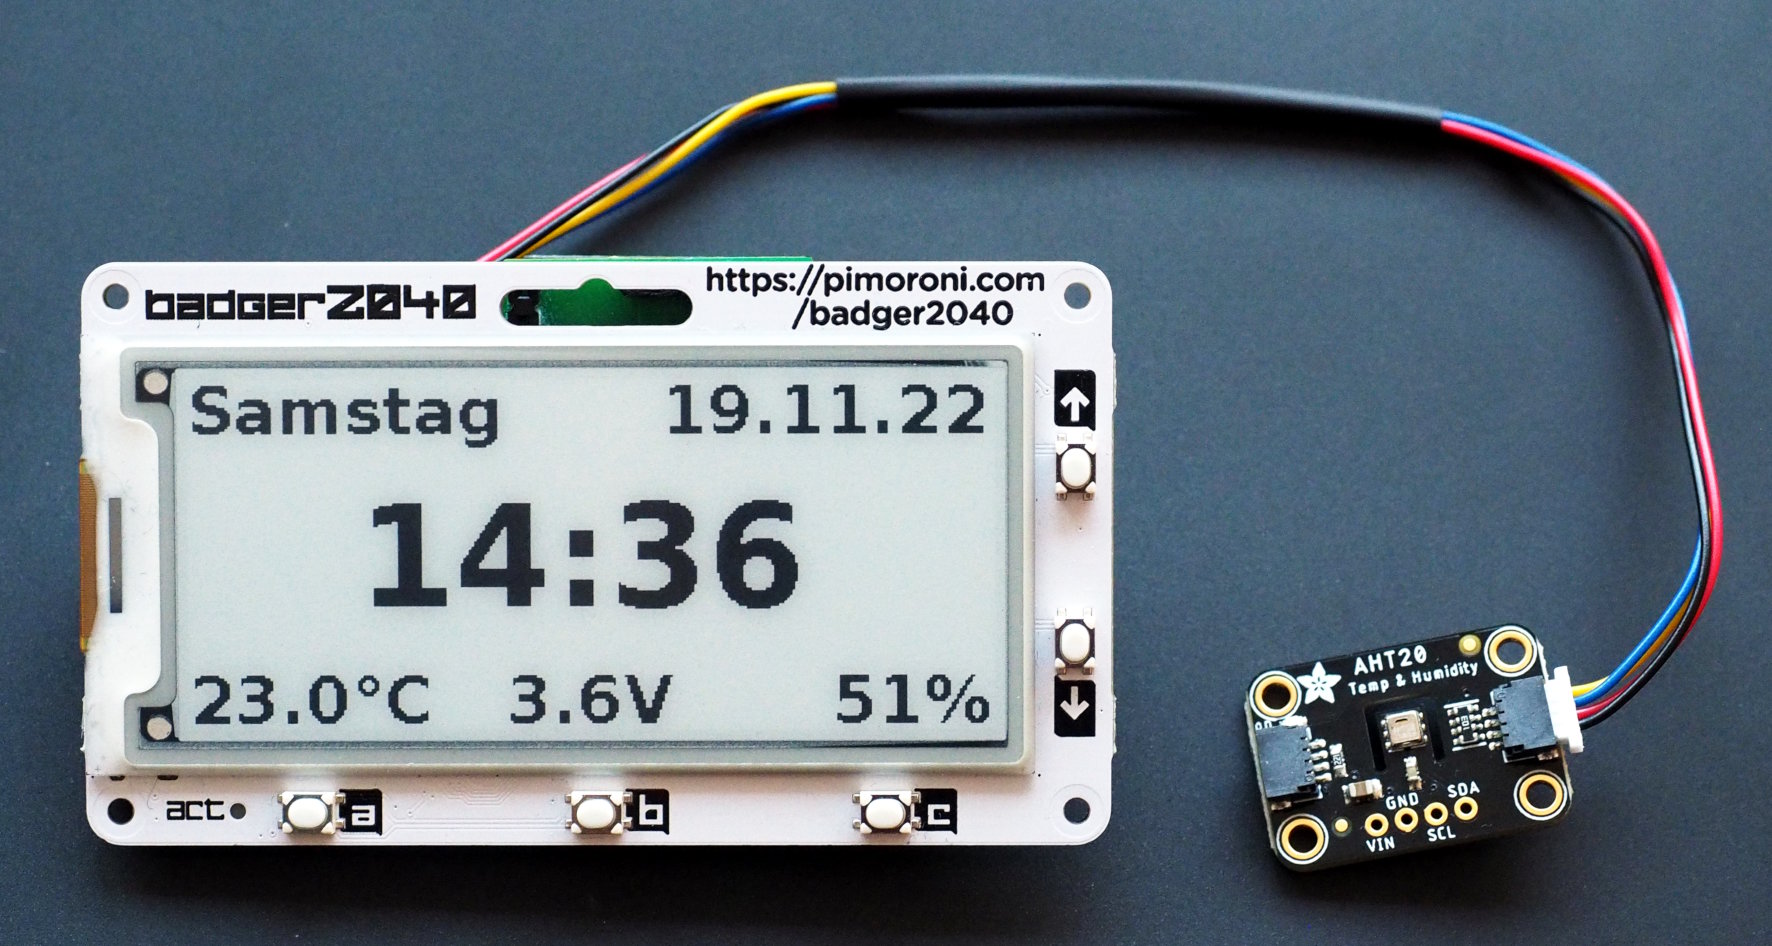 badger2040
https://pimoroni.com
/badger2040
Samstag 19.11.22
14:36
23.0°C 3.6V 51%
act a b c
AHT20
Temp & Humidity
on
GND SDA
VIN SCL